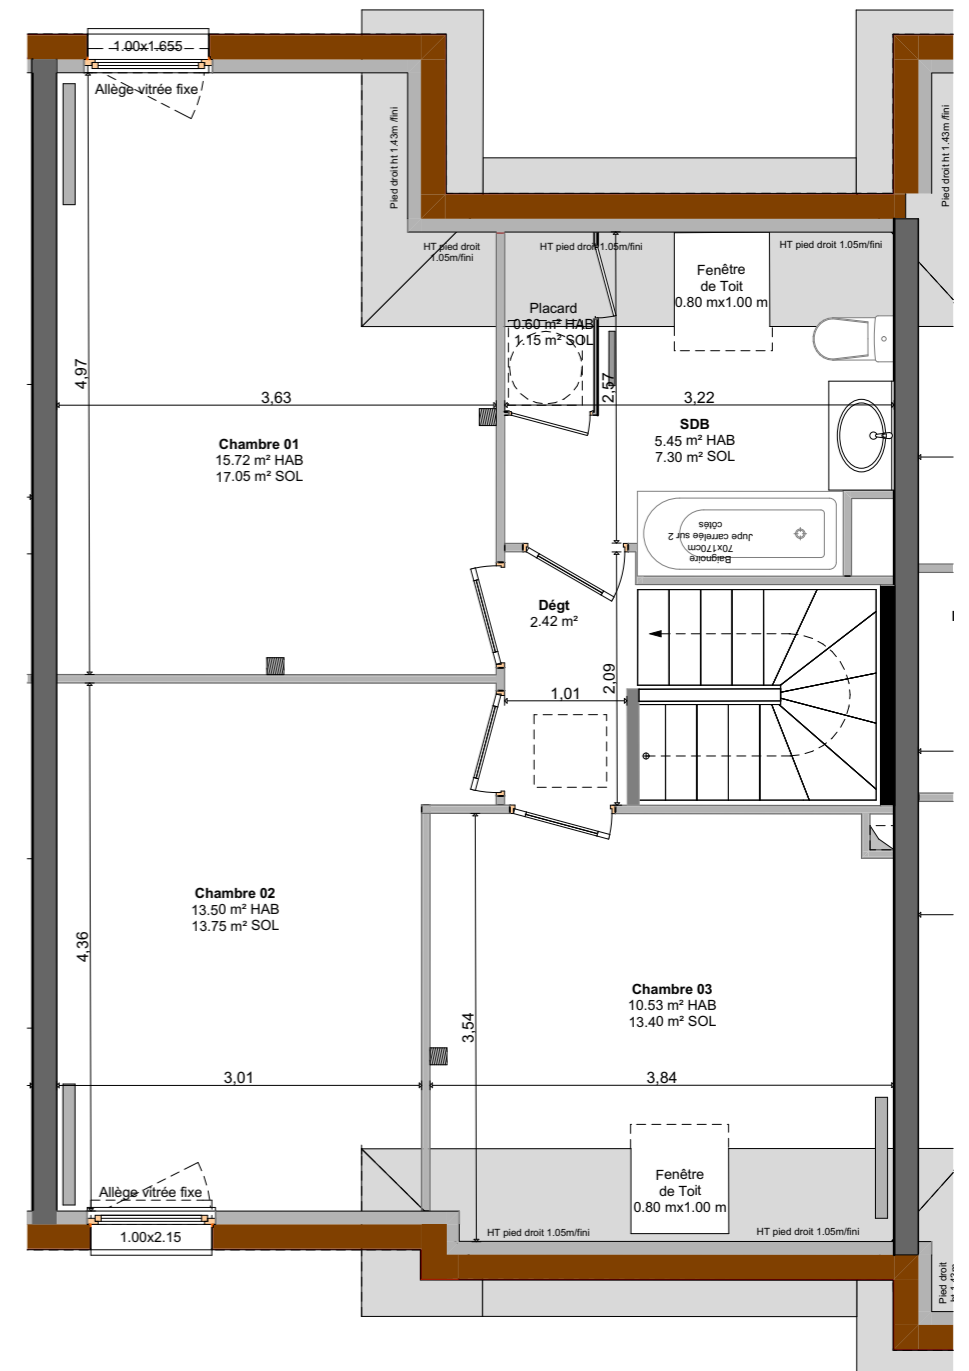 1.00x1.655
Allège vitrée fixe
Pied droit ht 1.43m /fini
Pied droit ht 1.43m /fini
HT pied droit
1.05m/fini
HT pied droit 1.05m/fini
HT pied droit 1.05m/fini
Fenêtre
de Toit
0.80 mx1.00 m
Placard
0.60 m² HAB
1.15 m² SOL
4,97
3,63
2,57
3,22
Chambre 01
15.72 m² HAB
17.05 m² SOL
SDB
5.45 m² HAB
7.30 m² SOL
Baignoire
70x170cm
Jupe carrelée sur 2
côtés
Dégt
2.42 m²
2,09
1,01
Chambre 02
13.50 m² HAB
13.75 m² SOL
4,36
3,54
Chambre 03
10.53 m² HAB
13.40 m² SOL
3,01
3,84
Allège vitrée fixe
1.00x2.15
Fenêtre
de Toit
0.80 mx1.00 m
HT pied droit 1.05m/fini
HT pied droit 1.05m/fini
Pied droit